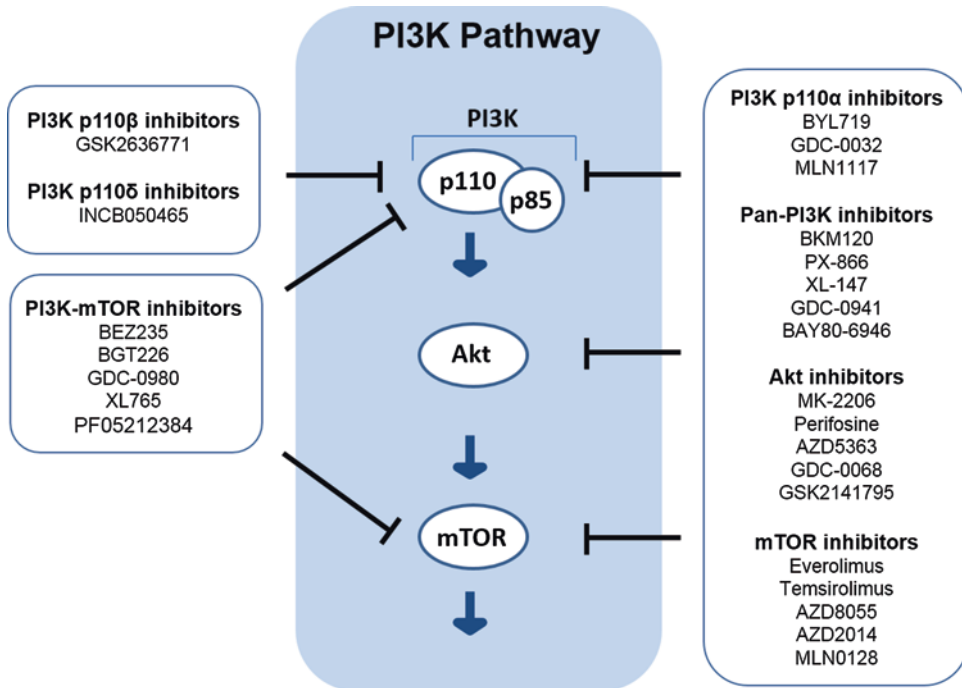 PI3K Pathway
PI3K p110β inhibitors
GSK2636771
PI3K p110δ inhibitors
INCB050465
PI3K-mTOR inhibitors
BEZ235
BGT226
GDC-0980
XL765
PF05212384
PI3K
p110
p85
Akt
mTOR
PI3K p110α inhibitors
BYL719
GDC-0032
MLN1117
Pan-PI3K inhibitors
BKM120
PX-866
XL-147
GDC-0941
BAY80-6946
Akt inhibitors
MK-2206
Perifosine
AZD5363
GDC-0068
GSK2141795
mTOR inhibitors
Everolimus
Temsirolimus
AZD8055
AZD2014
MLN0128